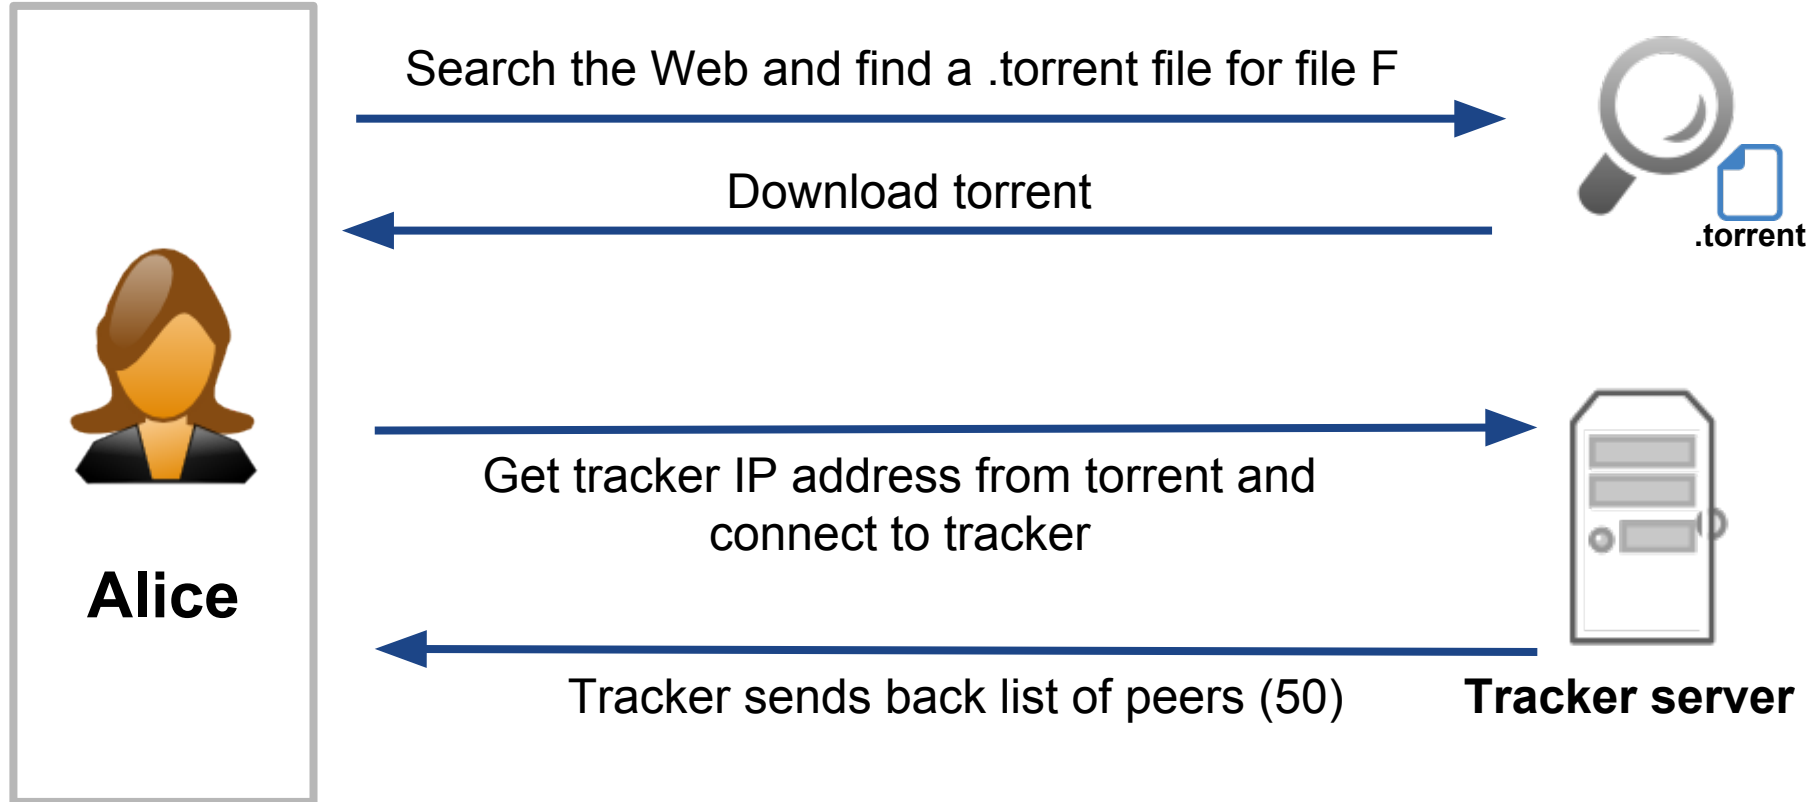 Search the Web and find a .torrent file for file F
Download torrent
.torrent
Get tracker IP address from torrent and
connect to tracker
Alice
Tracker sends back list of peers (50)
Tracker server